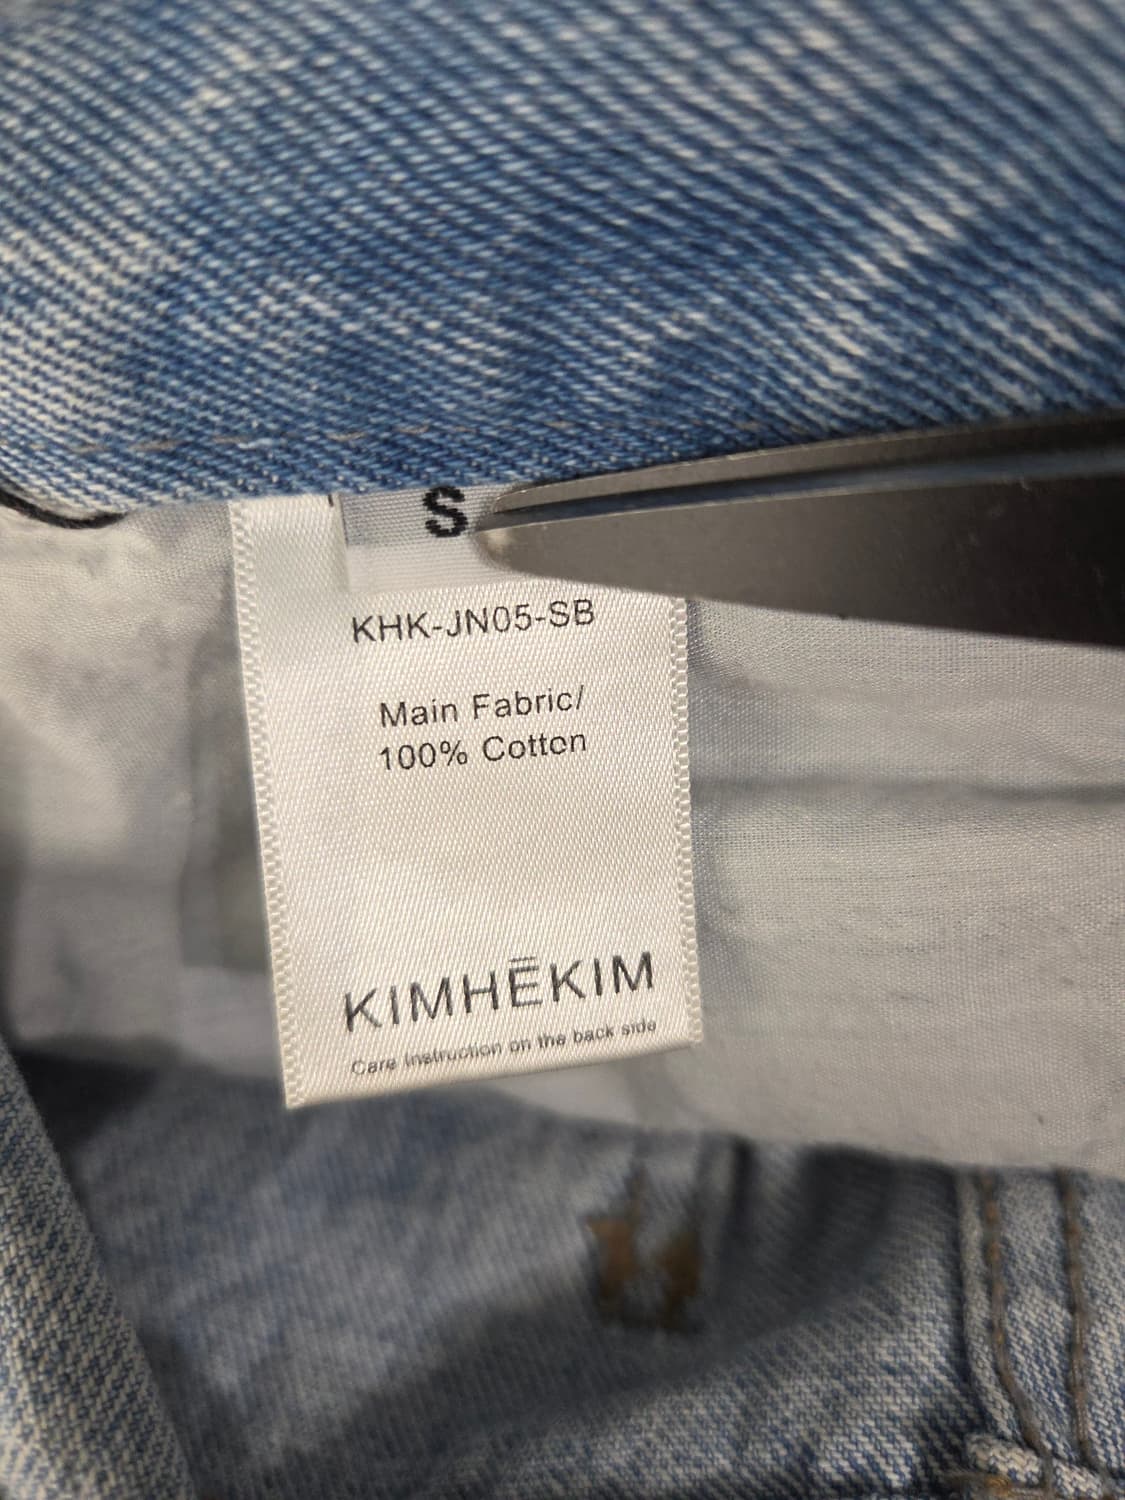 S
KHK-JN05-SB
Main Fabric/
100% Cotton
KIMHĒKIM
Care Instruction on the back side